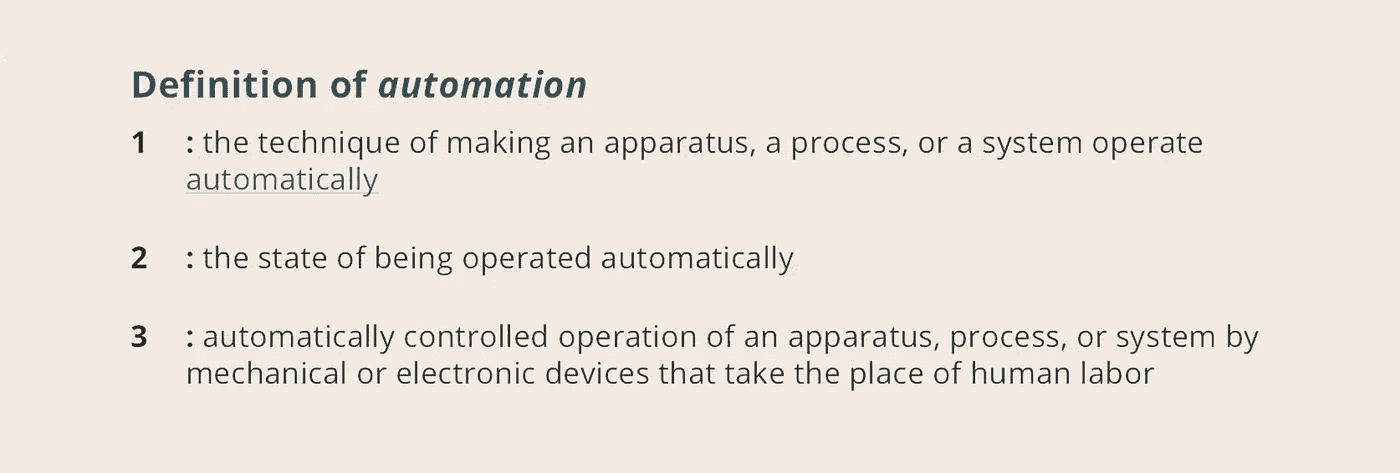 Definition of automation
1 : the technique of making an apparatus, a process, or a system operate
automatically
2 : the state of being operated automatically
3 : automatically controlled operation of an apparatus, process, or system by
mechanical or electronic devices that take the place of human labor